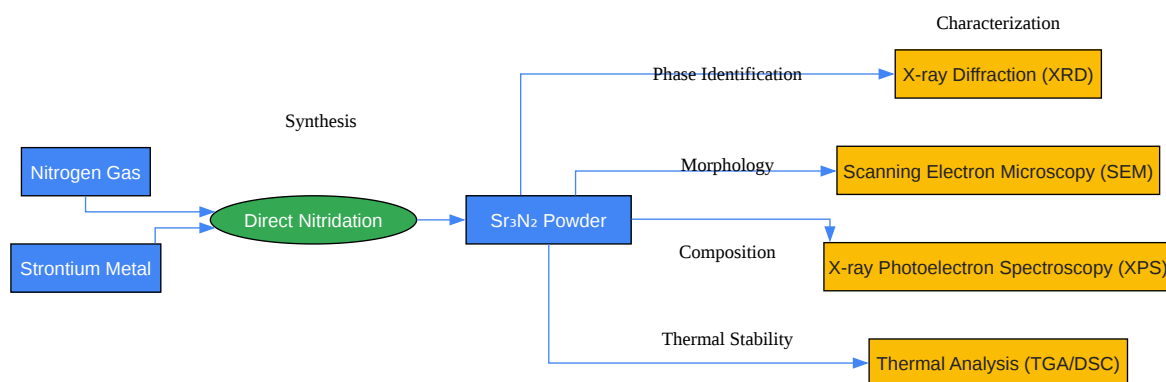 Characterization
Phase Identification
X-ray Diffraction (XRD)
Synthesis
Nitrogen Gas
Morphology
Scanning Electron Microscopy (SEM)
Direct Nitridation
Sr₃N₂ Powder
Strontium Metal
Composition
X-ray Photoelectron Spectroscopy (XPS)
Thermal Stability
Thermal Analysis (TGA/DSC)